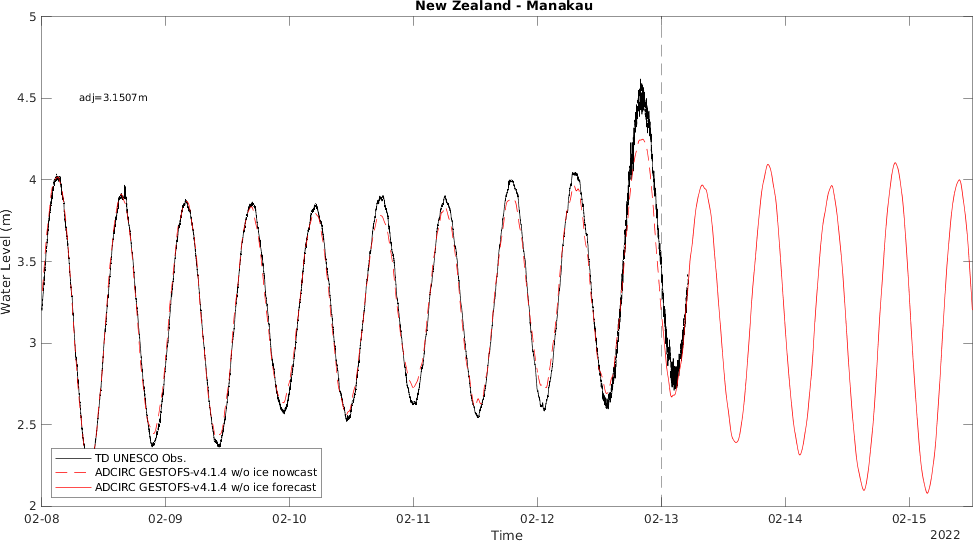 New Zealand - Manakau
5
4.5
4
3.5
3
2.5
2
Water Level (m)
adj=3.1507m
TD UNESCO Obs.
ADCIRC GESTOFS-v4.1.4 w/o ice nowcast
ADCIRC GESTOFS-v4.1.4 w/o ice forecast
02-08 02-09 02-10 02-11 02-12 02-13 02-14 02-15
Time
2022